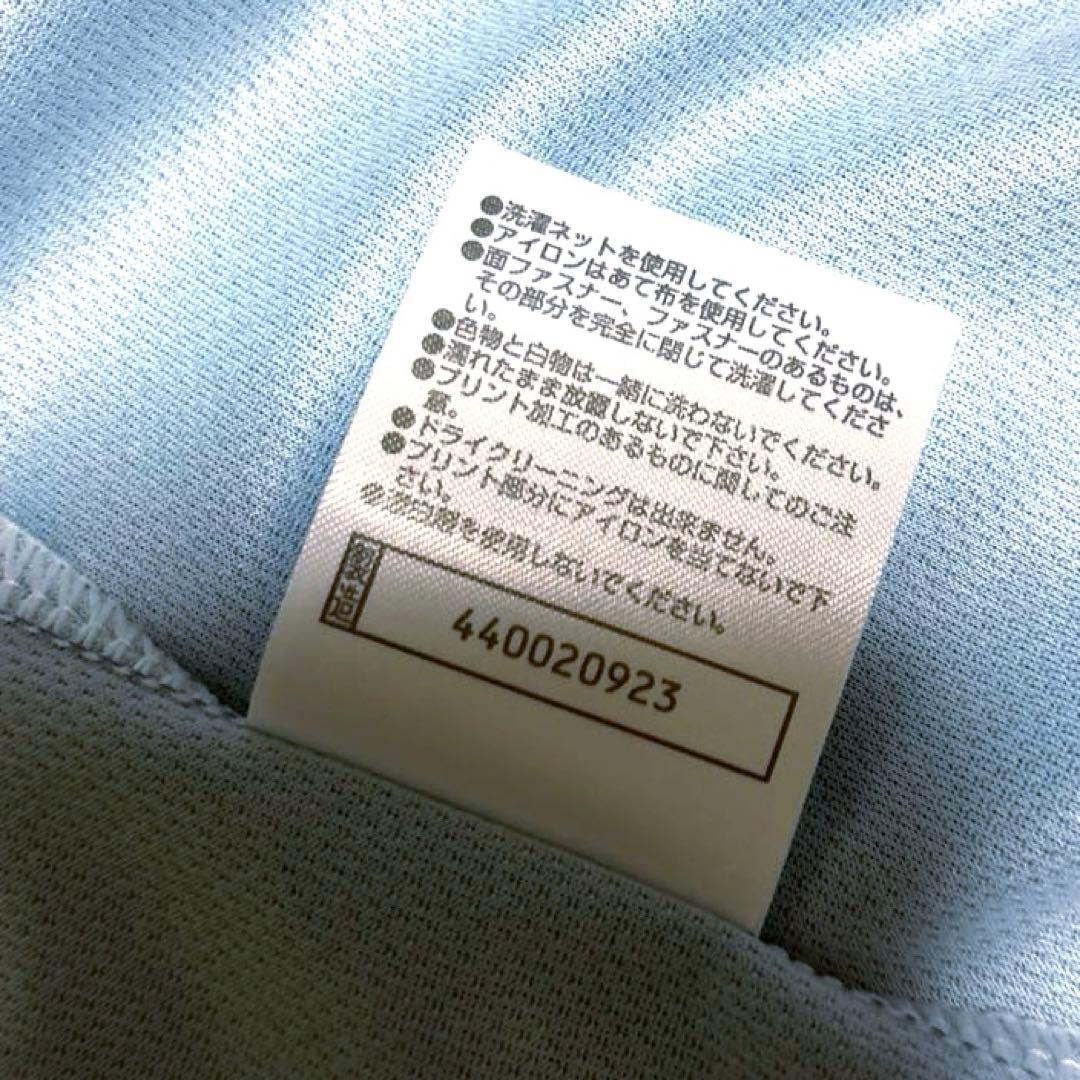 ●洗濯ネットを使用してください。
●アイロンはあて布を使用してください。
●面ファスナー、ファスナーのあるものは、
その部分を完全に閉じて洗濯してくださ
い。
●色物と白物は一緒に洗わないでください。
●濡れたまま放置しないで下さい。
●プリント加工のあるものに関してのご注
意。
●ドライクリーニングは出来ません。
●プリント部分にアイロンを当てないで下
さい。
●漂白剤を使用しないでください。
製造
440020923